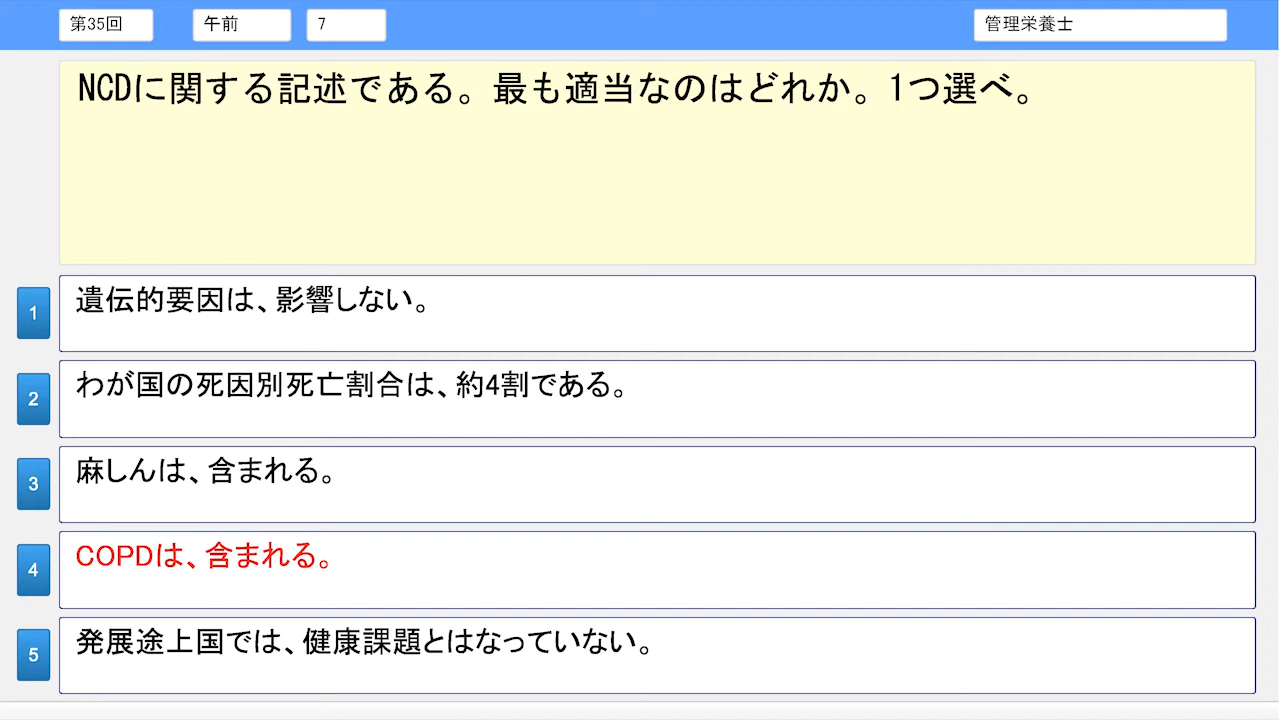 第35回 午前 7 管理栄養士
NCDに関する記述である。最も適当なのはどれか。1つ選べ。
1 遺伝的要因は、影響しない。
2 わが国の死因別死亡割合は、約4割である。
3 麻しんは、含まれる。
4 COPDは、含まれる。
5 発展途上国では、健康課題とはなっていない。